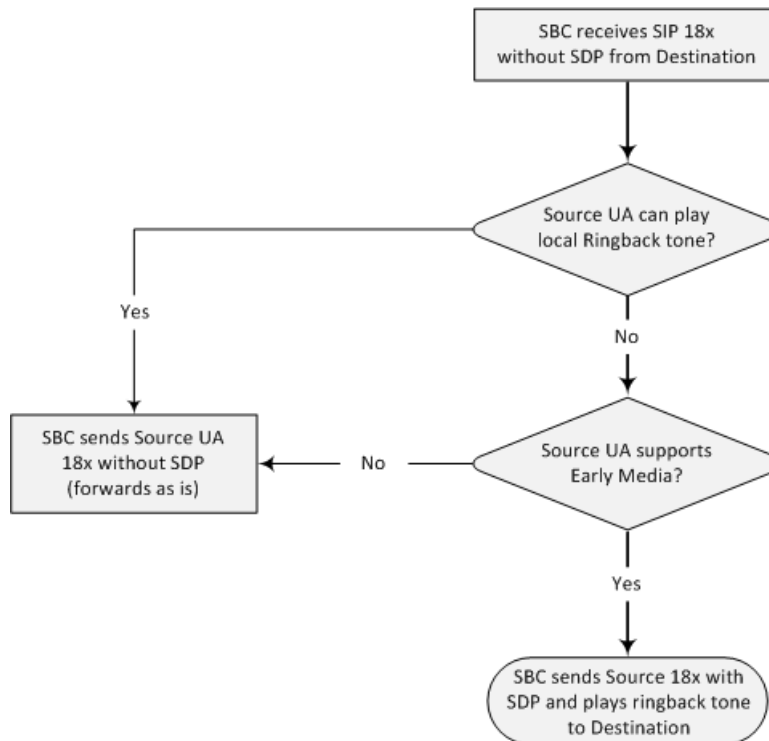 SBC receives SIP 18x
without SDP from Destination
Source UA can play
local Ringback tone?
Yes
No
SBC sends Source UA
18x without SDP
(forwards as is)
No
Source UA supports
Early Media?
Yes
SBC sends Source 18x with
SDP and plays ringback tone
to Destination